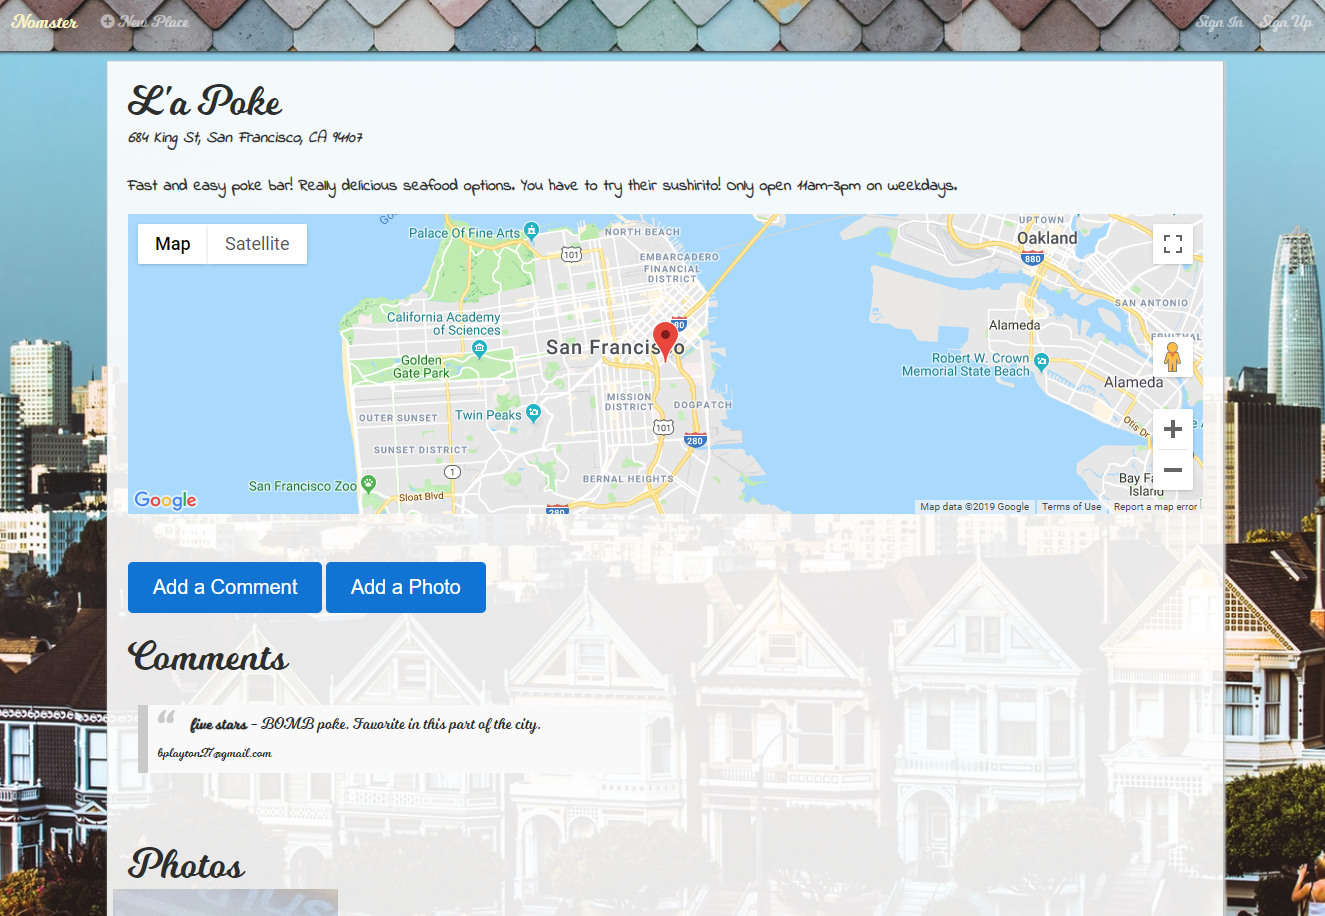 Nomster
New Place
Sign In
Sign Up
L'a Poke
684 King St, San Francisco, CA 94107
Fast and easy poke bar! Really delicious seafood options. You have to try their sushirito! Only open 11am-3pm on weekdays.
Map
Satellite
Palace Of Fine Arts
101
NORTH BEACH
EMBARCADERO
FINANCIAL
DISTRICT
UPTOWN
Oakland
880
SAN ANTONIO
California Academy
of Sciences
80
Alameda
San Francisco
Golden
Gate Park
Robert W. Crown
Memorial State Beach
Alameda
MISSION
DISTRICT
DOGPATCH
OUTER SUNSET
Twin Peaks
101
280
Otis Dr
SUNSET DISTRICT
1
San Francisco Zoo
Sloat Blvd
BERNAL HEIGHTS
280
Island
Google
Map data ©2019 Google
Terms of Use
Report a map error
Add a Comment
Add a Photo
Comments
“ five stars - BOMB poke. Favorite in this part of the city.
bplayton27@gmail.com
Photos